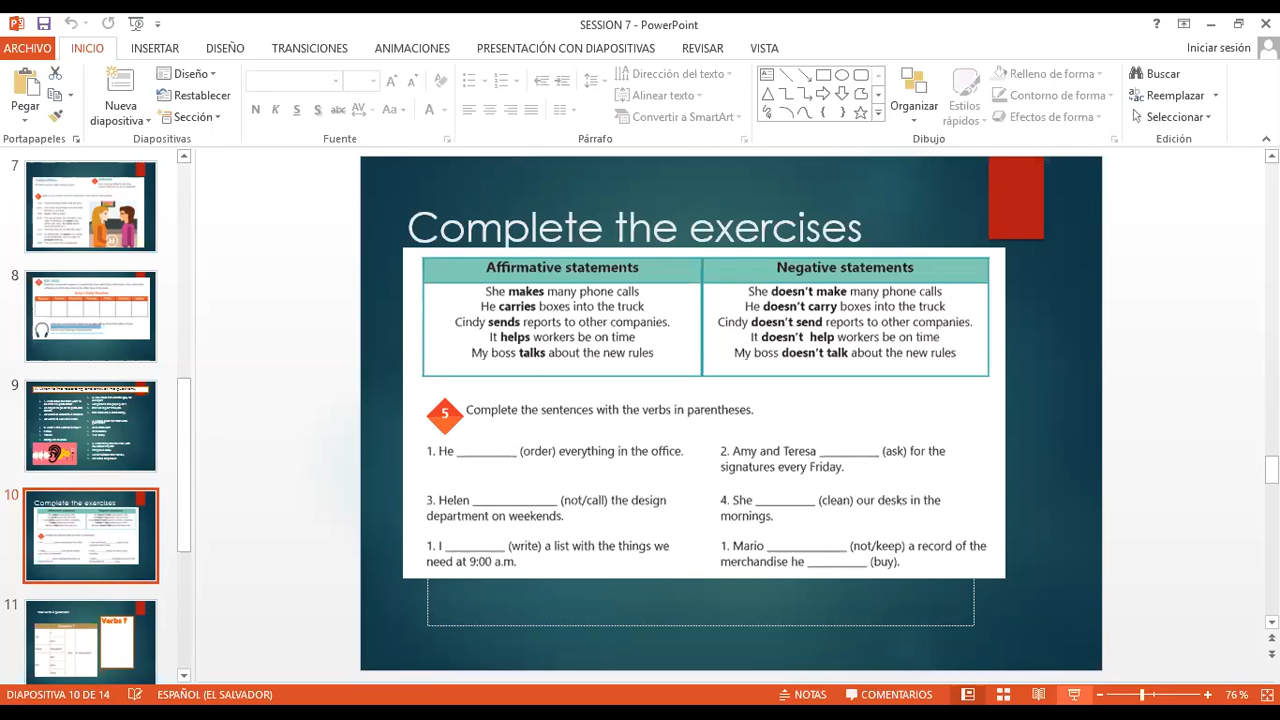 SESSION 7 - PowerPoint
ARCHIVO INICIO INSERTAR DISEÑO TRANSICIONES ANIMACIONES PRESENTACIÓN CON DIAPOSITIVAS REVISAR VISTA Iniciar sesión
Pegar
Portapapeles
Nueva
diapositiva
Diseño
Restablecer
Sección
Diapositivas
N K S S abc AV Aa A
Fuente
Dirección del texto
Alinear texto
Convertir a SmartArt
Párrafo
Organizar
Estilos
rápidos
Relleno de forma
Contorno de forma
Efectos de forma
Dibujo
Buscar
Reemplazar
Seleccionar
Edición
7
8
9
10
Complete the exercises
11
Verbs ?
Complete the exercises
Affirmative statements
She makes many phone calls
He carries boxes into the truck
Cindy sends reports to other companies.
It helps workers be on time
My boss talks about the new rules
Negative statements
She doesn't make many phone calls
He doesn't carry boxes into the truck
Cindy doesn't send reports to other companies.
It doesn't help workers be on time
My boss doesn't talk about the new rules
5 Complete the sentences with the verbs in parentheses.
1. He __________ (order) everything in the office.
2. Amy and Teresa __________ (ask) for the
signatures every Friday.
3. Helen _______________ (not/call) the design
department on weekends.
4. She __________ (clean) our desks in the
mornings.
1. I __________ (write) a list with the things we
need at 9:00 a.m.
1. Mario _____________ (not/keep) a record of the
merchandise he __________ (buy).
DIAPOSITIVA 10 DE 14 ESPAÑOL (EL SALVADOR) NOTAS COMENTARIOS 76 %